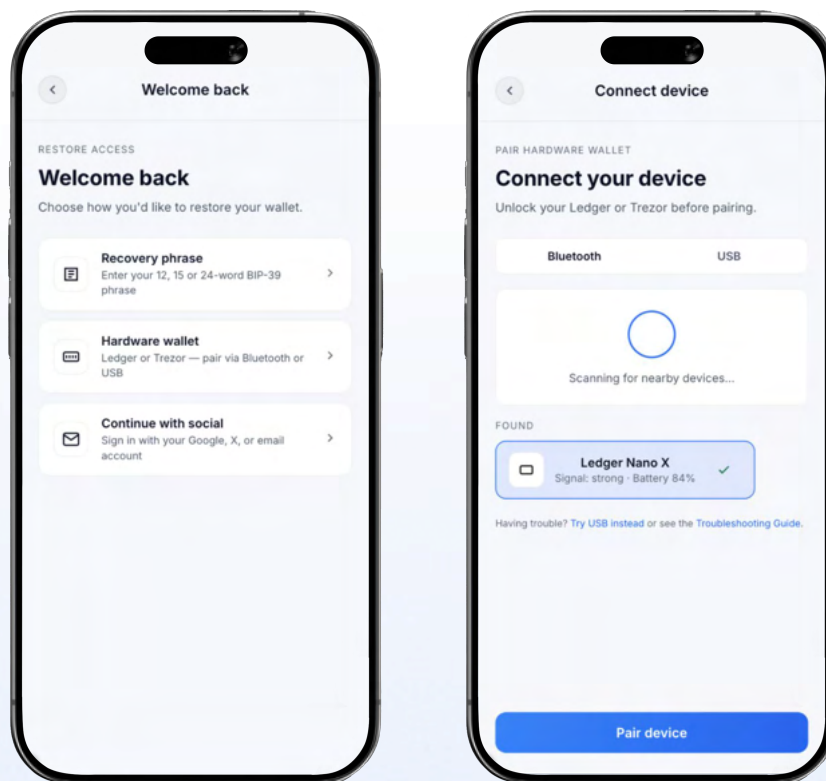 Welcome back
RESTORE ACCESS
Welcome back
Choose how you'd like to restore your wallet.
Recovery phrase
Enter your 12, 15 or 24-word BIP-39
phrase
Hardware wallet
Ledger or Trezor — pair via Bluetooth or
USB
Continue with social
Sign in with your Google, X, or email
account
Connect device
PAIR HARDWARE WALLET
Connect your device
Unlock your Ledger or Trezor before pairing.
Bluetooth USB
Scanning for nearby devices...
FOUND
Ledger Nano X
Signal: strong · Battery 84%
Having trouble? Try USB instead or see the Troubleshooting Guide.
Pair device